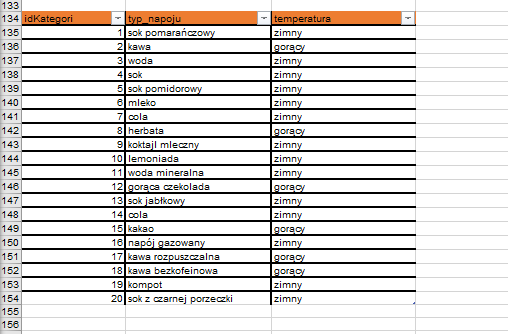 133
134 idKategori typ_napoju temperatura
135 1 sok pomarańczowy zimny
136 2 kawa gorący
137 3 woda zimny
138 4 sok zimny
139 5 sok pomidorowy zimny
140 6 mleko zimny
141 7 cola zimny
142 8 herbata gorący
143 9 koktajl mleczny zimny
144 10 lemoniada zimny
145 11 woda mineralna zimny
146 12 gorąca czekolada gorący
147 13 sok jabłkowy zimny
148 14 cola zimny
149 15 kakao gorący
150 16 napój gazowany zimny
151 17 kawa rozpuszczalna gorący
152 18 kawa bezkofeinowa gorący
153 19 kompot zimny
154 20 sok z czarnej porzeczki zimny
155
156